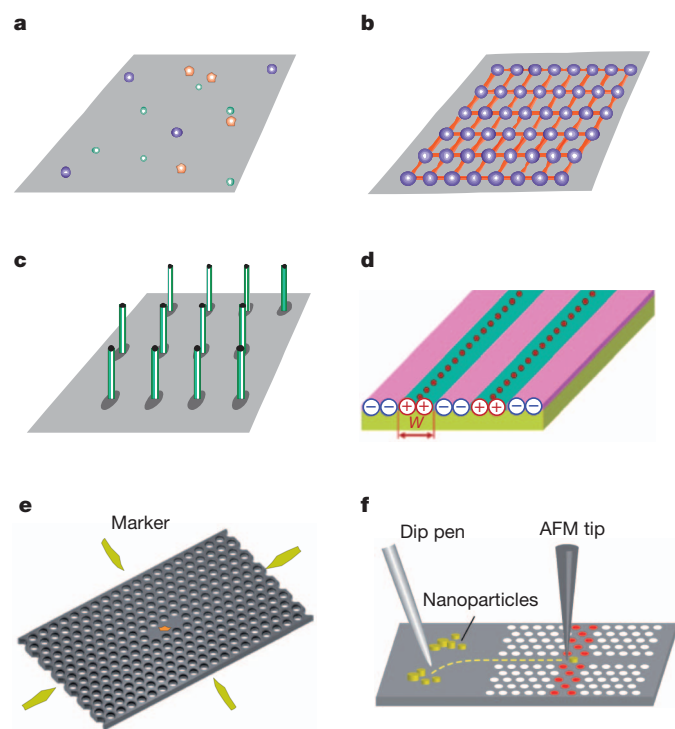 a
b
c
d
− − + + − − + + − −
W
e
Marker
f
Dip pen
AFM tip
Nanoparticles